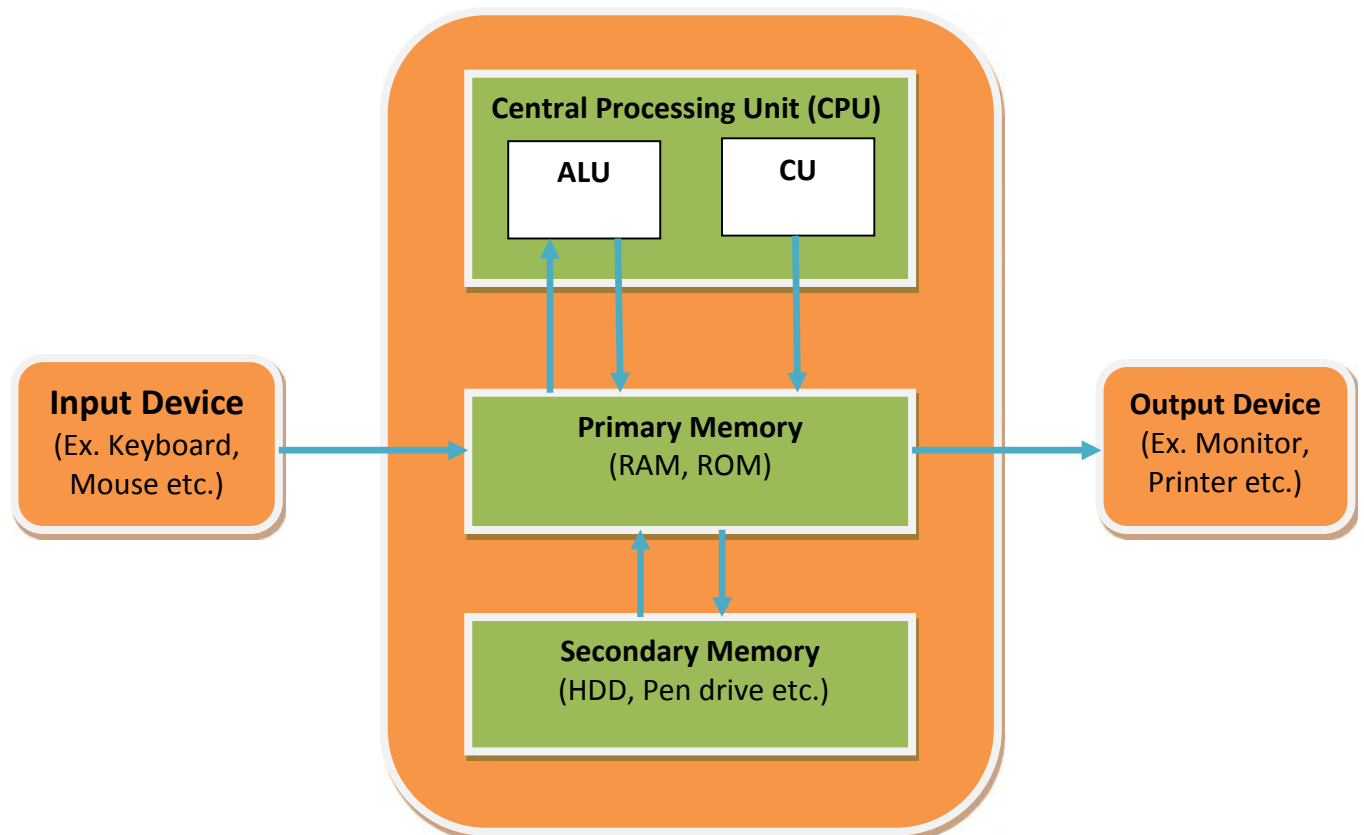 Central Processing Unit (CPU)
ALU
CU
Input Device
(Ex. Keyboard,
Mouse etc.)
Primary Memory
(RAM, ROM)
Output Device
(Ex. Monitor,
Printer etc.)
Secondary Memory
(HDD, Pen drive etc.)